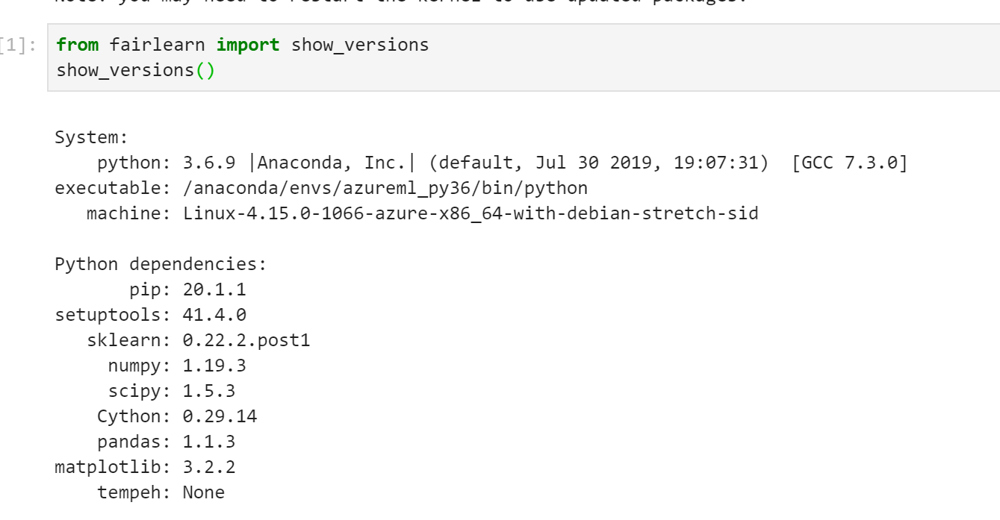 Note: you may need to restart the kernel to use updated packages.
[1]: from fairlearn import show_versions
show_versions()
System:
python: 3.6.9 |Anaconda, Inc.| (default, Jul 30 2019, 19:07:31)  [GCC 7.3.0]
executable: /anaconda/envs/azureml_py36/bin/python
machine: Linux-4.15.0-1066-azure-x86_64-with-debian-stretch-sid
Python dependencies:
pip: 20.1.1
setuptools: 41.4.0
sklearn: 0.22.2.post1
numpy: 1.19.3
scipy: 1.5.3
Cython: 0.29.14
pandas: 1.1.3
matplotlib: 3.2.2
tempeh: None